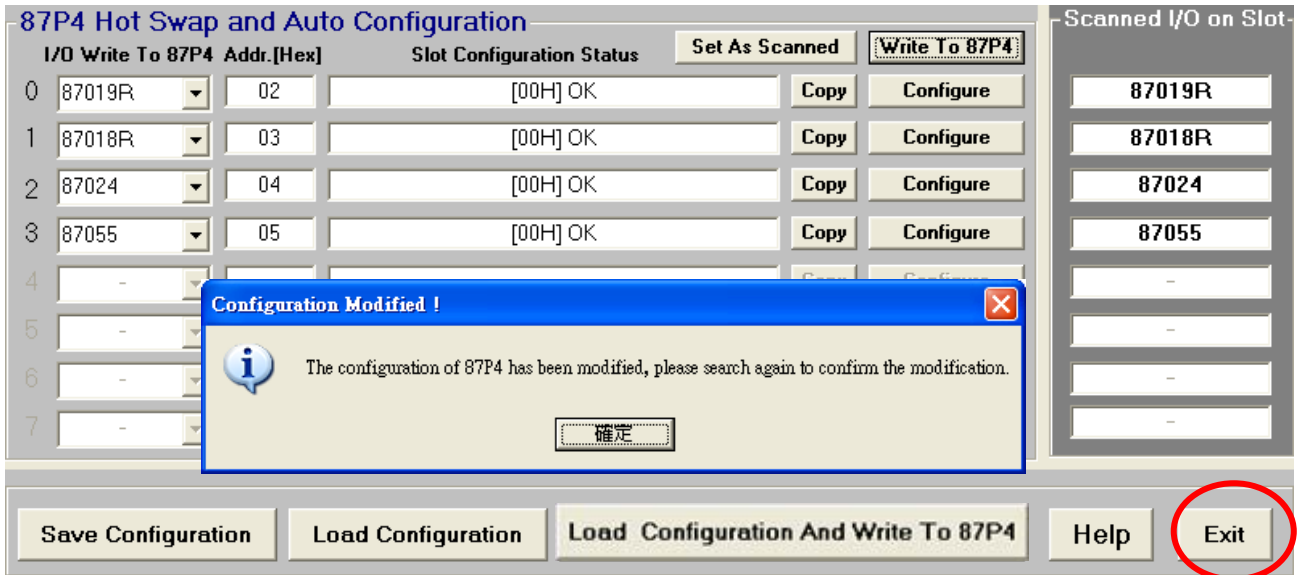 87P4 Hot Swap and Auto Configuration
Scanned I/O on Slot
I/O Write To 87P4 Addr.[Hex] Slot Configuration Status Set As Scanned Write To 87P4
0 87019R 02 [00H] OK Copy Configure 87019R
1 87018R 03 [00H] OK Copy Configure 87018R
2 87024 04 [00H] OK Copy Configure 87024
3 87055 05 [00H] OK Copy Configure 87055
4 - Copy Configure -
Configuration Modified !
5 - -
The configuration of 87P4 has been modified, please search again to confirm the modification.
6 - -
7 - -
確定
Save Configuration Load Configuration Load Configuration And Write To 87P4 Help Exit